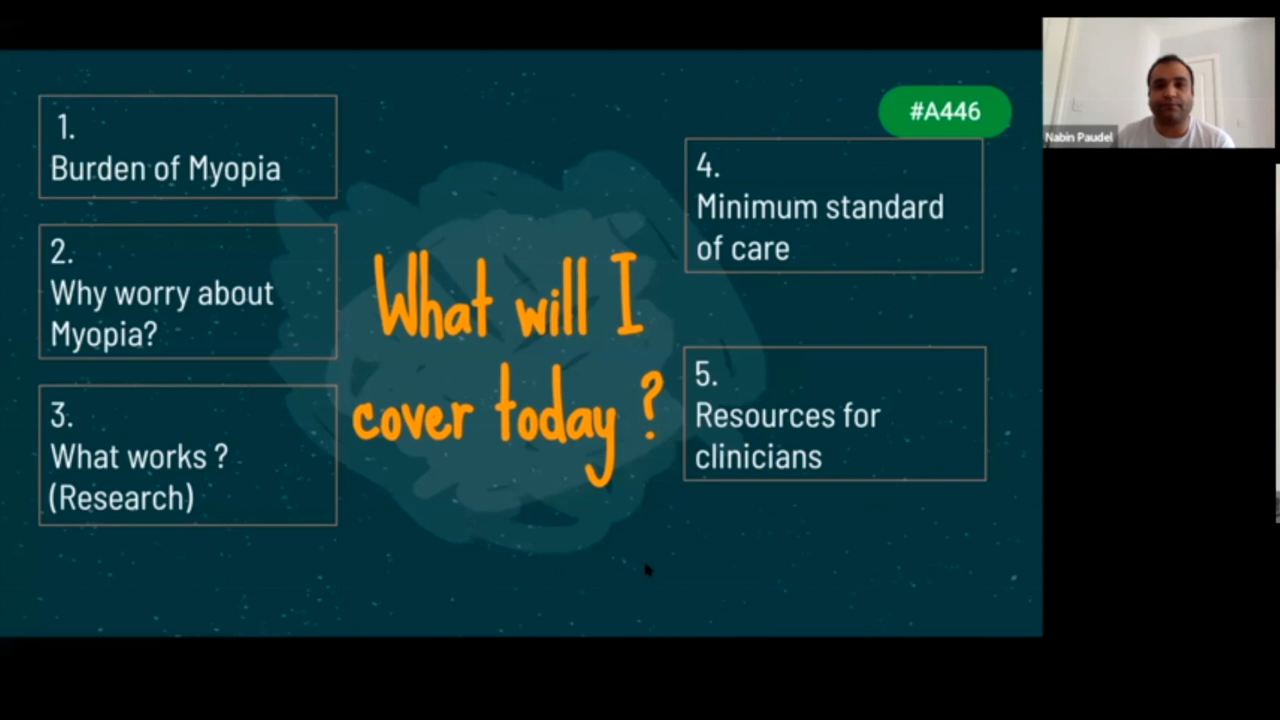 1.
Burden of Myopia
2.
Why worry about
Myopia?
3.
What works ?
(Research)
What will I
cover today ?
#A446
4.
Minimum standard
of care
5.
Resources for
clinicians
Nabin Paudel